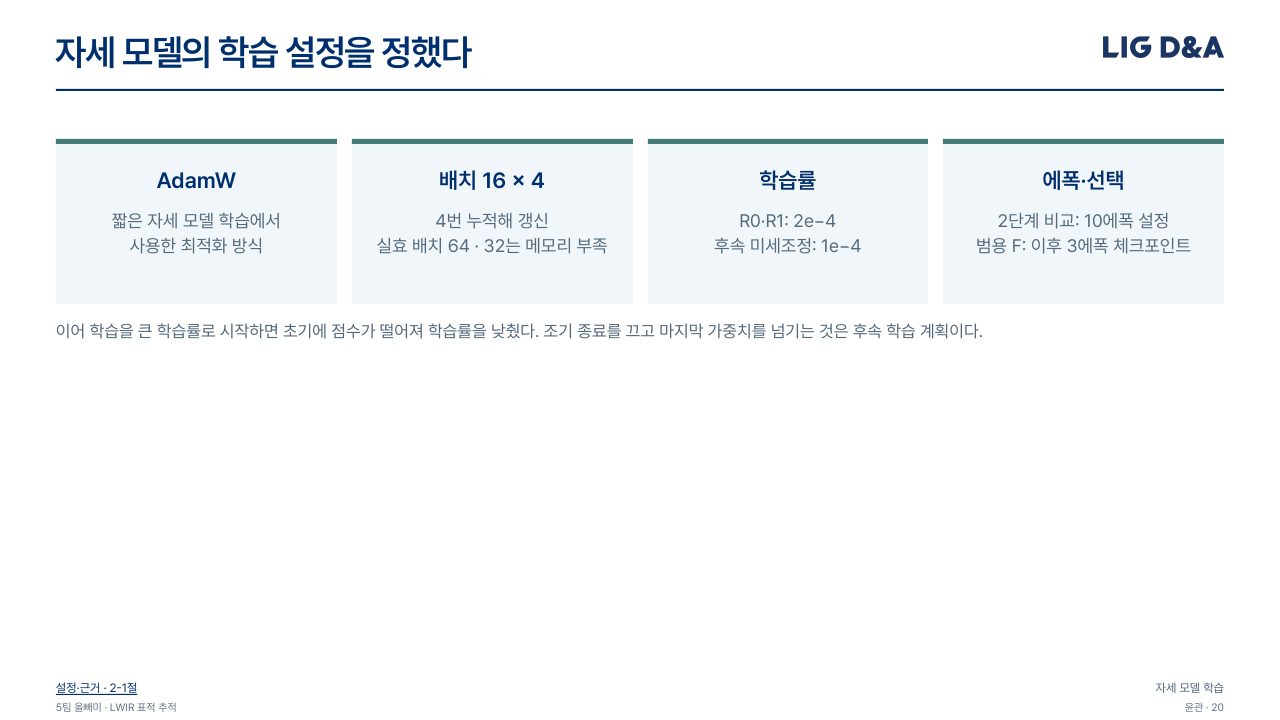 자세 모델의 학습 설정을 정했다
LIG D&A
AdamW
짧은 자세 모델 학습에서
사용한 최적화 방식
배치 16 × 4
4번 누적해 갱신
실효 배치 64 · 32는 메모리 부족
학습률
R0·R1: 2e−4
후속 미세조정: 1e−4
에폭·선택
2단계 비교: 10에폭 설정
범용 F: 이후 3에폭 체크포인트
이어 학습을 큰 학습률로 시작하면 초기에 점수가 떨어져 학습률을 낮췄다. 조기 종료를 끄고 마지막 가중치를 넘기는 것은 후속 학습 계획이다.
설정·근거 · 2-1절
5팀 올빼미 · LWIR 표적 추적
자세 모델 학습
윤관 · 20